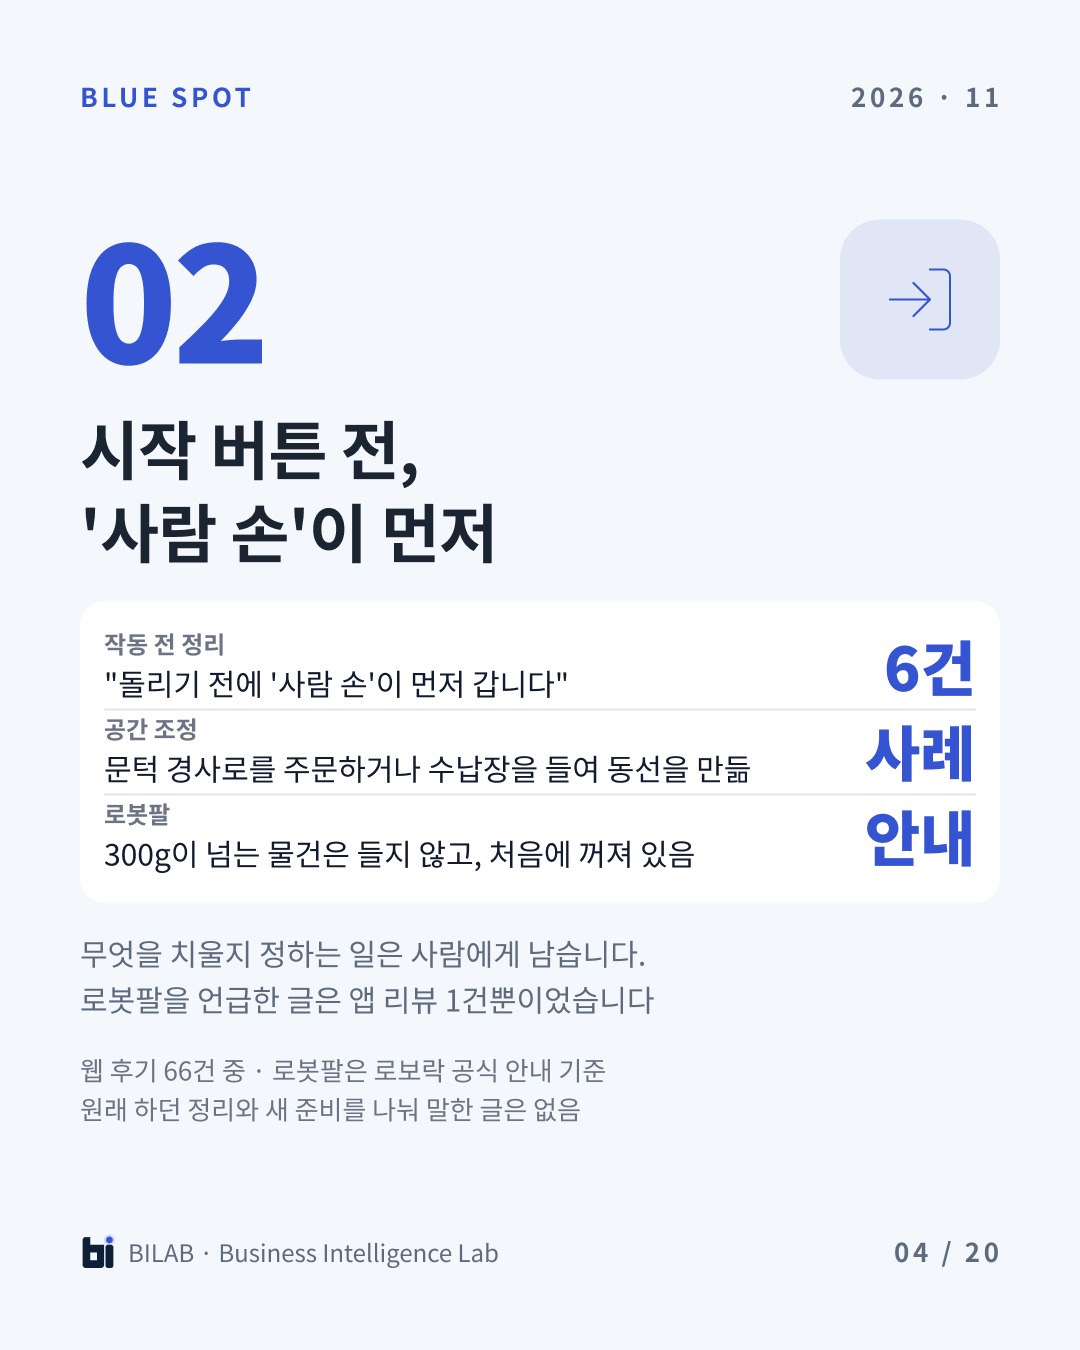 BLUE SPOT
2026 · 11
02
시작 버튼 전,
'사람 손'이 먼저
작동 전 정리
"돌리기 전에 '사람 손'이 먼저 갑니다"
6건
공간 조정
문턱 경사로를 주문하거나 수납장을 들여 동선을 만듦
사례
로봇팔
300g이 넘는 물건은 들지 않고, 처음에 꺼져 있음
안내
무엇을 치울지 정하는 일은 사람에게 남습니다.
로봇팔을 언급한 글은 앱 리뷰 1건뿐이었습니다
웹 후기 66건 중 · 로봇팔은 로보락 공식 안내 기준
원래 하던 정리와 새 준비를 나눠 말한 글은 없음
bi BILAB · Business Intelligence Lab
04 / 20